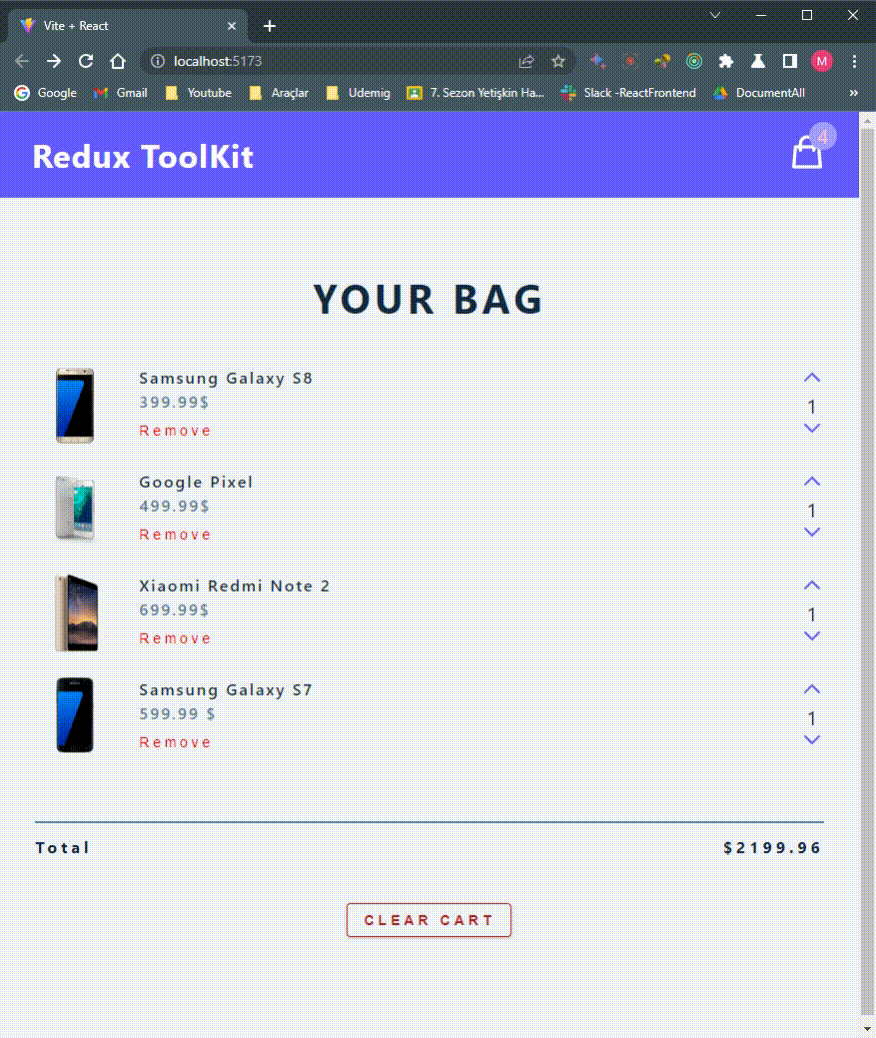 Vite + React
localhost:5173
M
Google Gmail Youtube Araçlar Udemig 7. Sezon Yetişkin Ha... Slack -ReactFrontend DocumentAll »
Redux ToolKit
4
YOUR BAG
Samsung Galaxy S8
399.99$
Remove
1
Google Pixel
499.99$
Remove
1
Xiaomi Redmi Note 2
699.99$
Remove
1
Samsung Galaxy S7
599.99 $
Remove
1
Total $2199.96
CLEAR CART